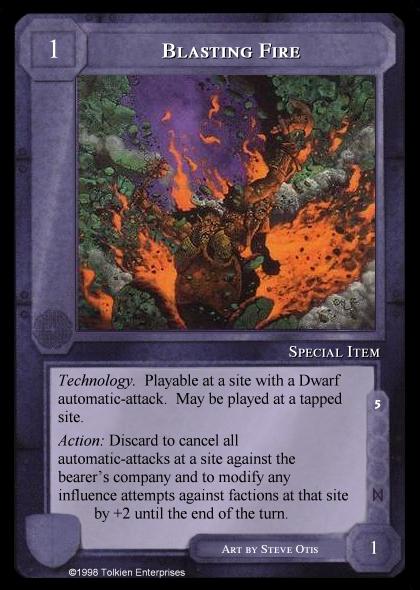 1
BLASTING FIRE
SPECIAL ITEM
Technology. Playable at a site with a Dwarf
automatic-attack. May be played at a tapped
site.
5
Action: Discard to cancel all
automatic-attacks at a site against the
bearer's company and to modify any
influence attempts against factions at that site
by +2 until the end of the turn.
ART BY STEVE OTIS
1
©1998 Tolkien Enterprises